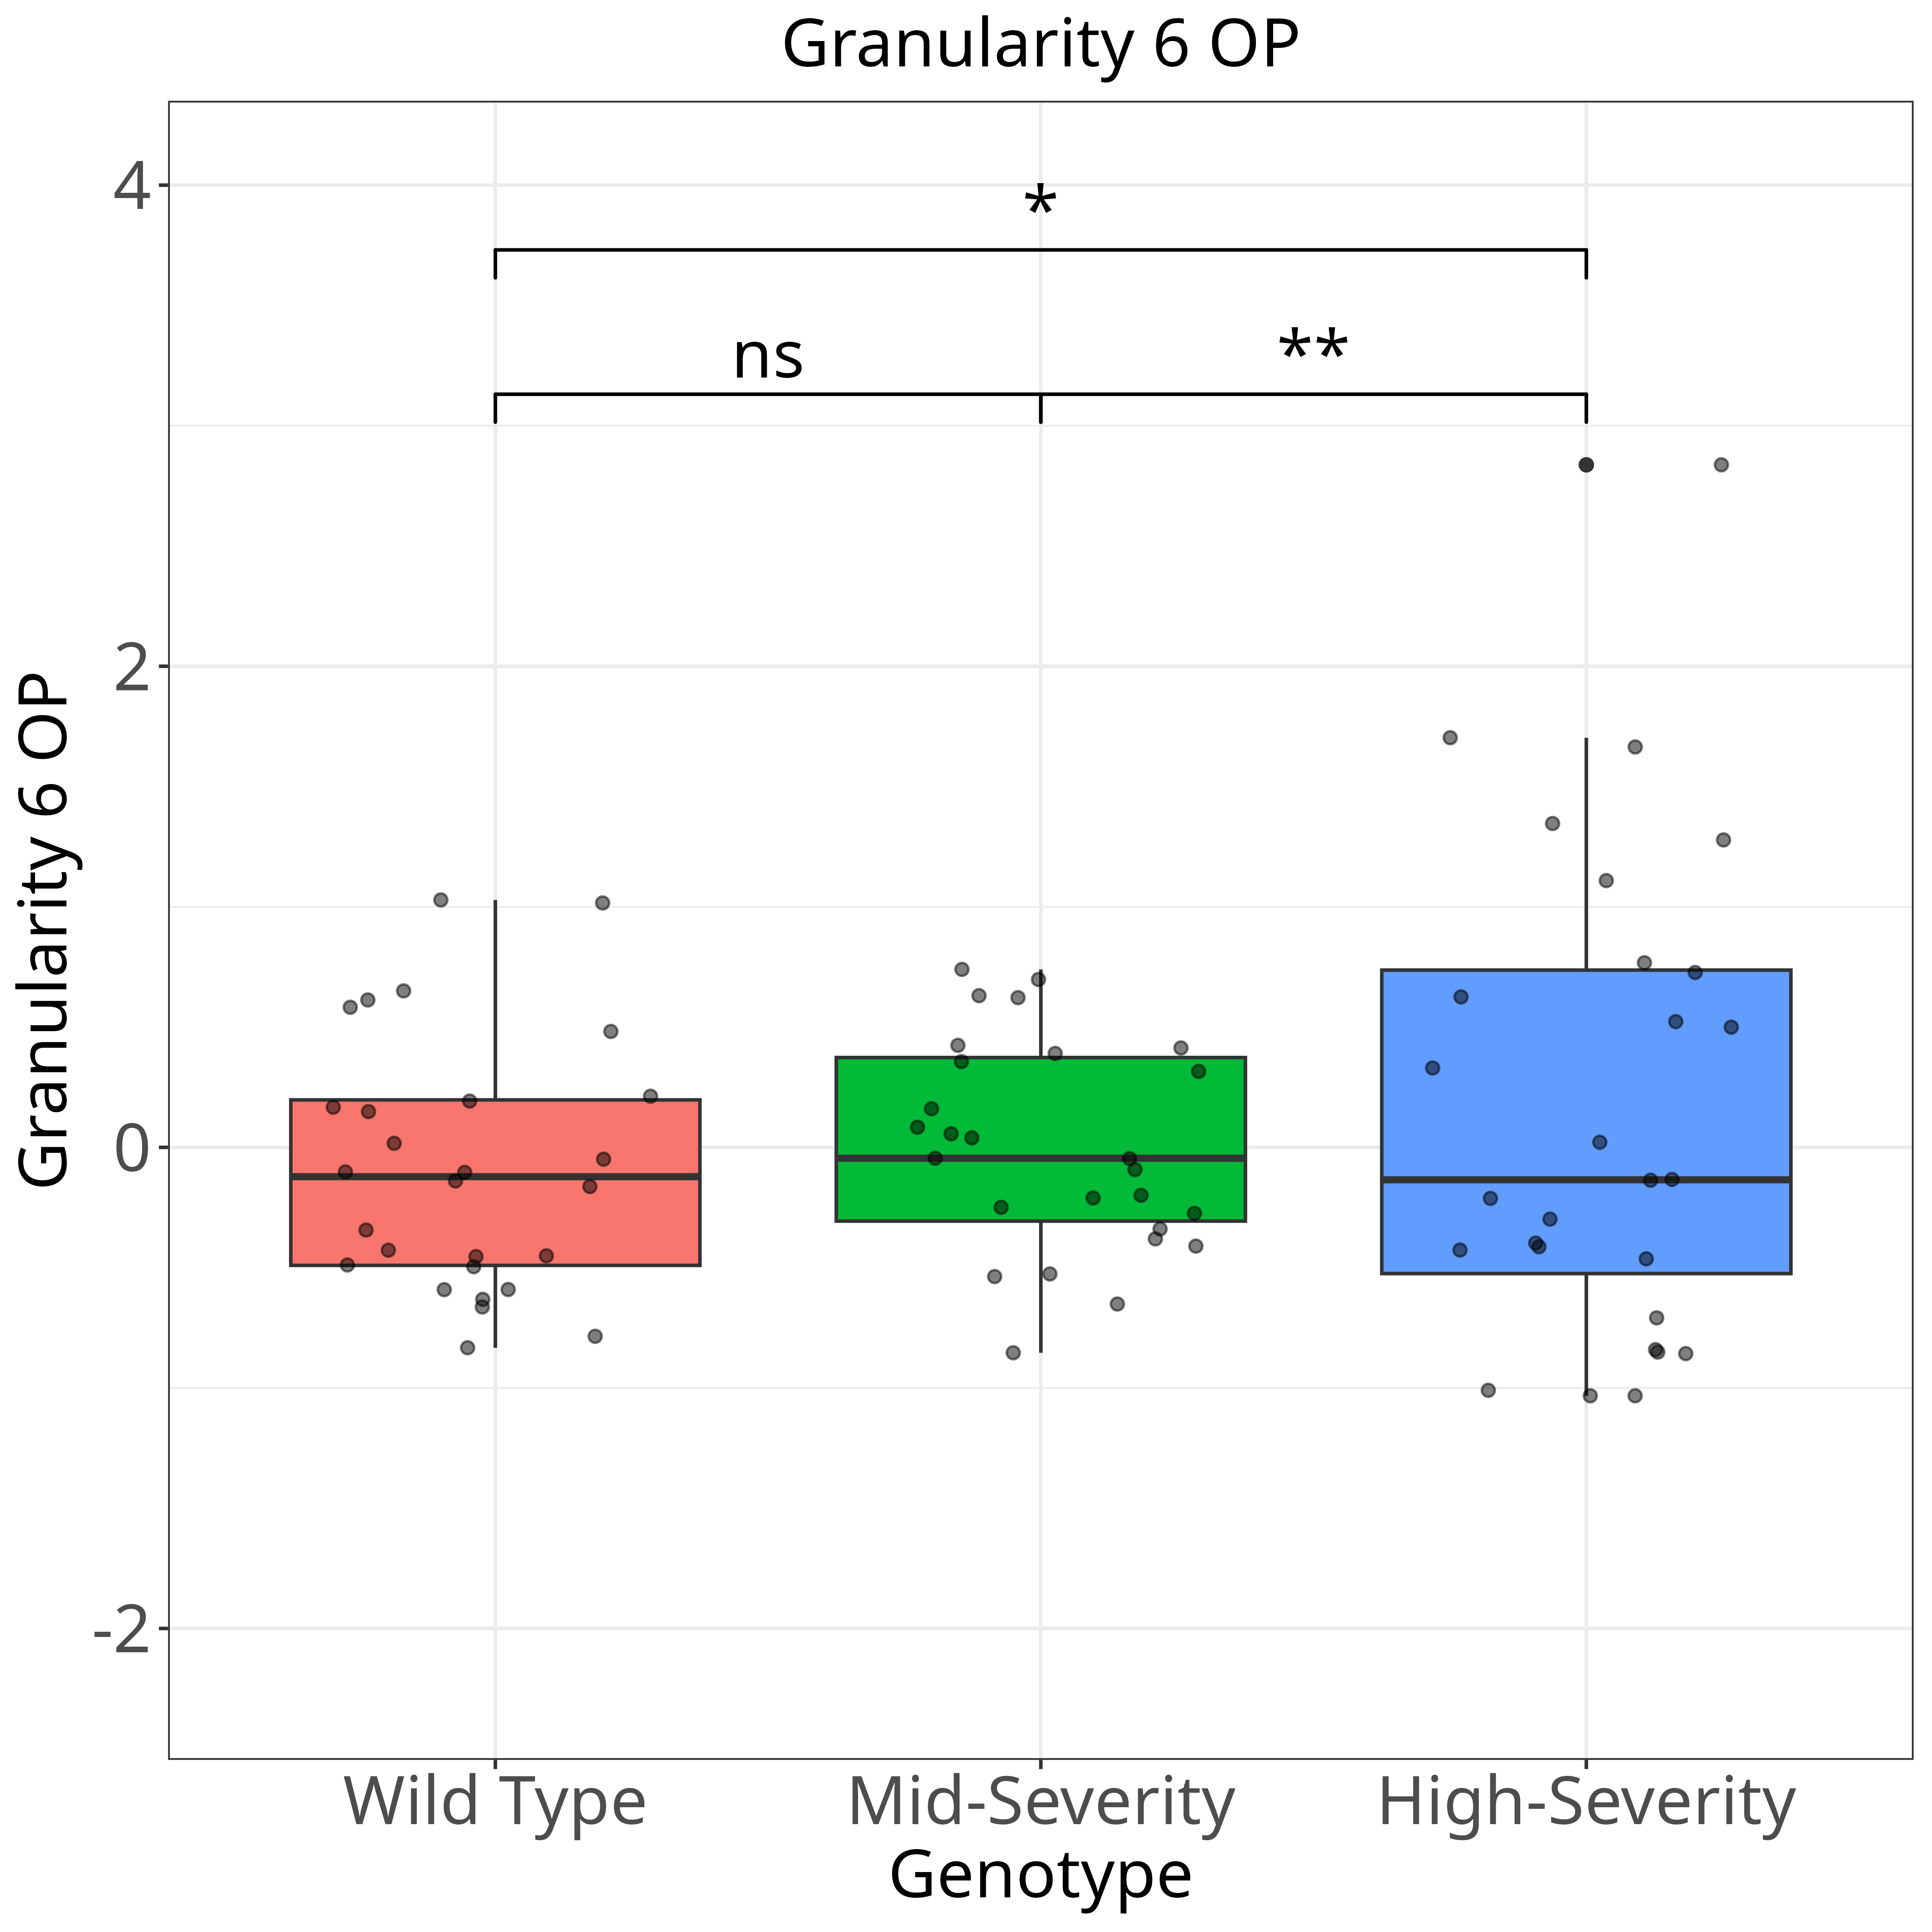 Granularity 6 OP
Granularity 6 OP
4
2
0
-2
*
ns
**
Wild Type
Mid-Severity
High-Severity
Genotype